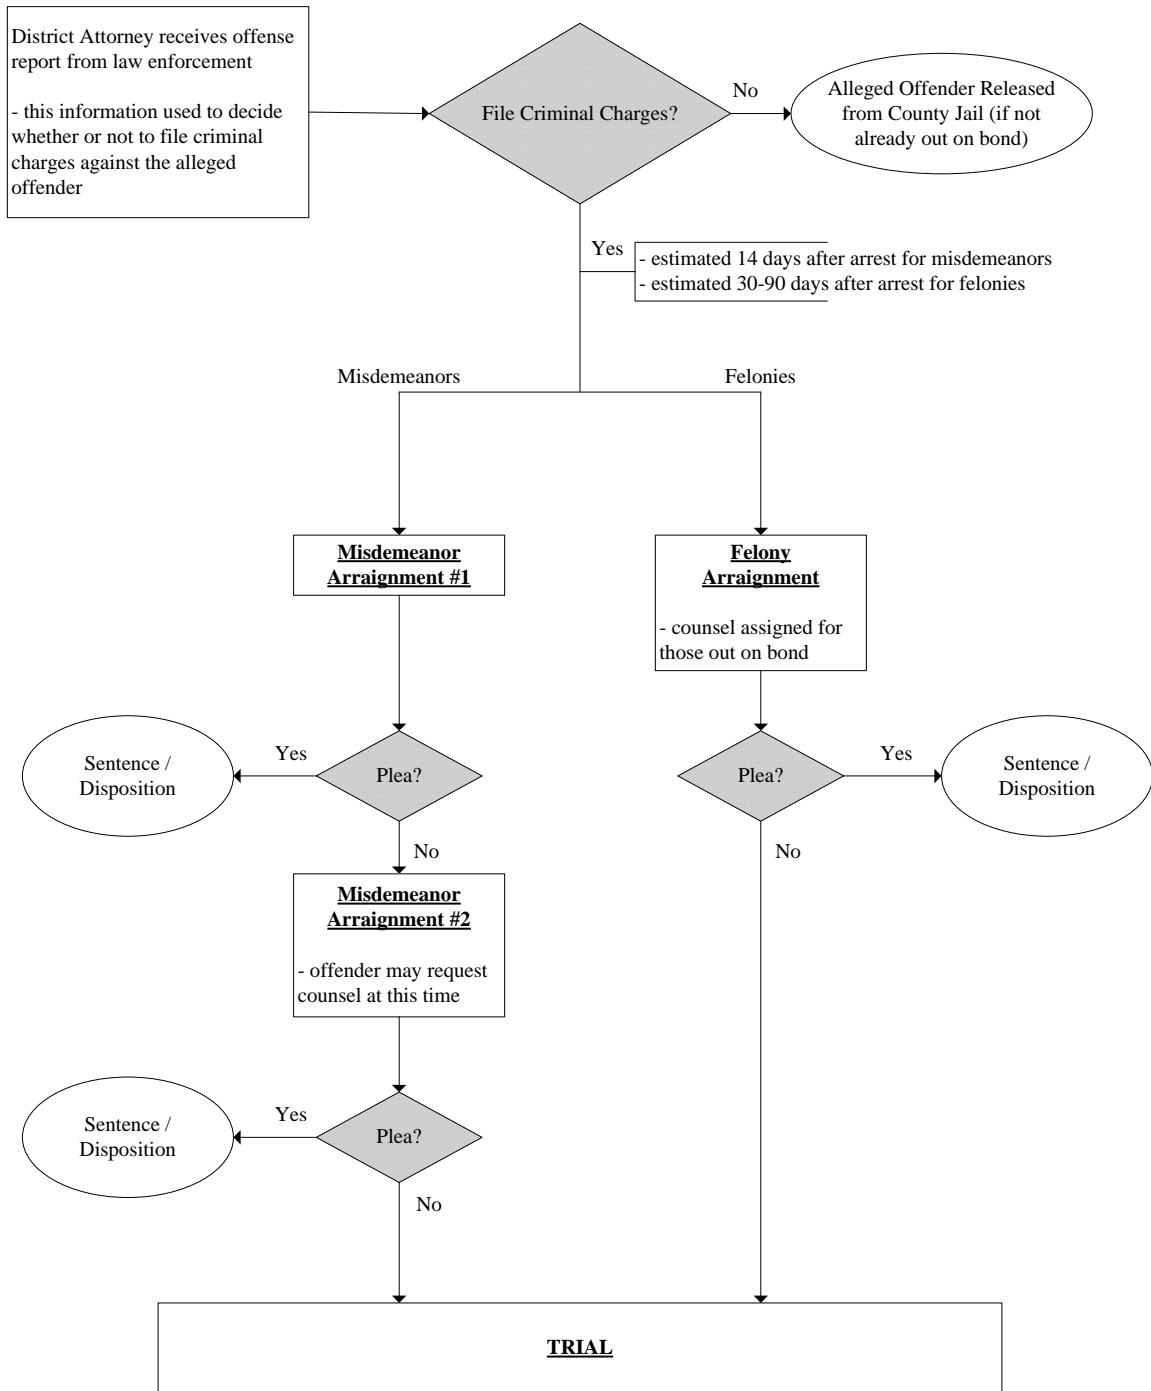 District Attorney receives offense
report from law enforcement
- this information used to decide
whether or not to file criminal
charges against the alleged
offender
File Criminal Charges?
No
Alleged Offender Released
from County Jail (if not
already out on bond)
Yes
- estimated 14 days after arrest for misdemeanors
- estimated 30-90 days after arrest for felonies
Misdemeanors
Felonies
Misdemeanor
Arraignment #1
Felony
Arraignment
- counsel assigned for
those out on bond
Sentence /
Disposition
Yes
Plea?
No
Plea?
Yes
Sentence /
Disposition
No
Misdemeanor
Arraignment #2
- offender may request
counsel at this time
Sentence /
Disposition
Yes
Plea?
No
TRIAL